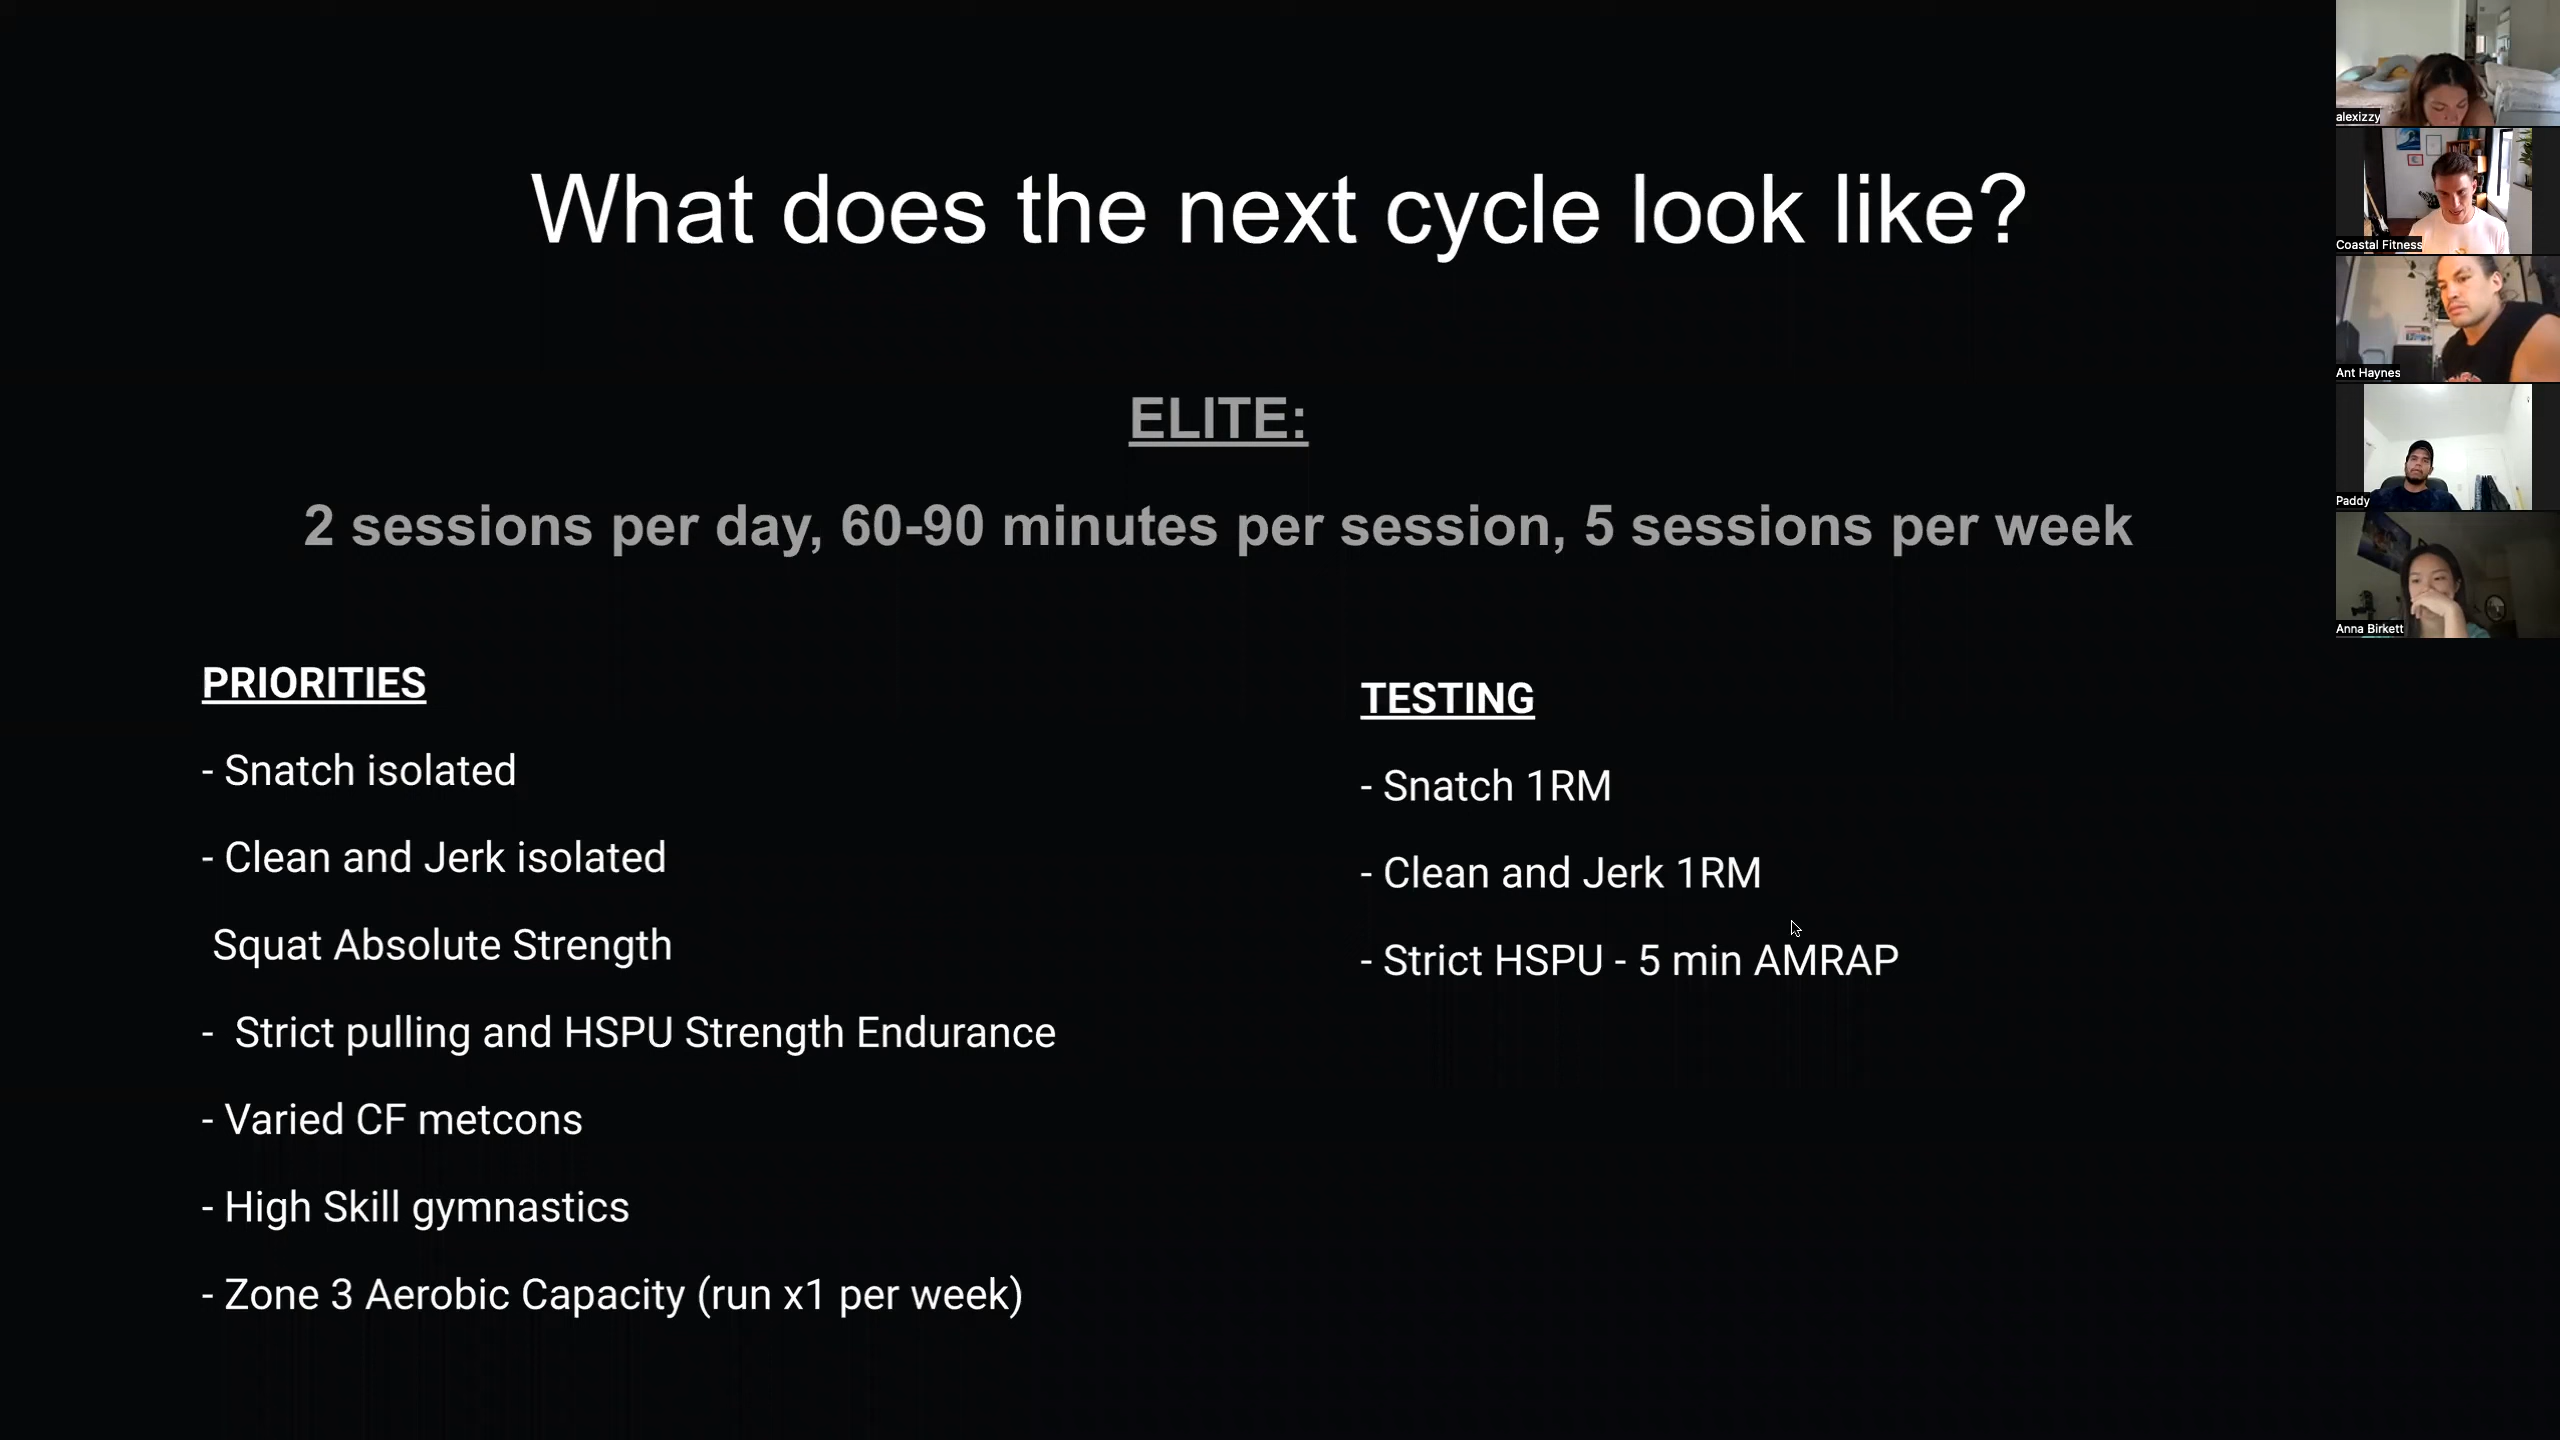 What does the next cycle look like?
ELITE:
2 sessions per day, 60-90 minutes per session, 5 sessions per week
PRIORITIES
- Snatch isolated
- Clean and Jerk isolated
Squat Absolute Strength
-  Strict pulling and HSPU Strength Endurance
- Varied CF metcons
- High Skill gymnastics
- Zone 3 Aerobic Capacity (run x1 per week)
TESTING
- Snatch 1RM
- Clean and Jerk 1RM
- Strict HSPU - 5 min AMRAP
alexizzy
Coastal Fitness
Ant Haynes
Paddy
Anna Birkett